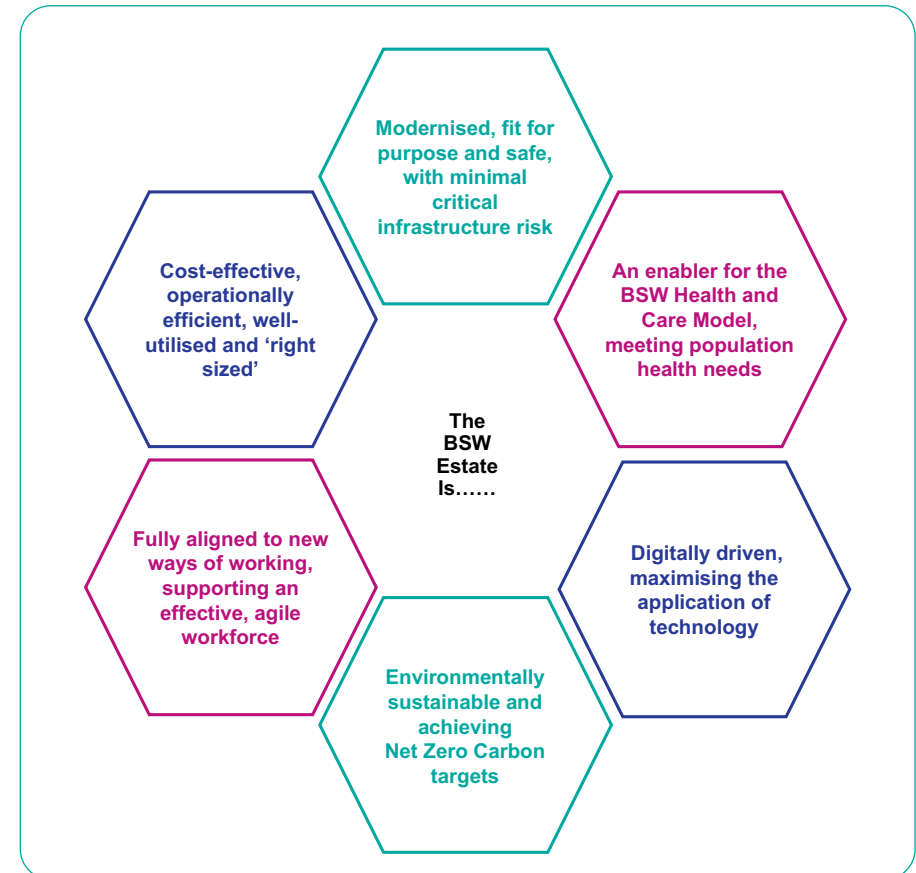 Modernised, fit for
purpose and safe,
with minimal
critical
infrastructure risk
Cost-effective,
operationally
efficient, well-
utilised and ‘right
sized’
An enabler for the
BSW Health and
Care Model,
meeting population
health needs
The
BSW
Estate
Is……
Fully aligned to new
ways of working,
supporting an
effective, agile
workforce
Digitally driven,
maximising the
application of
technology
Environmentally
sustainable and
achieving
Net Zero Carbon
targets